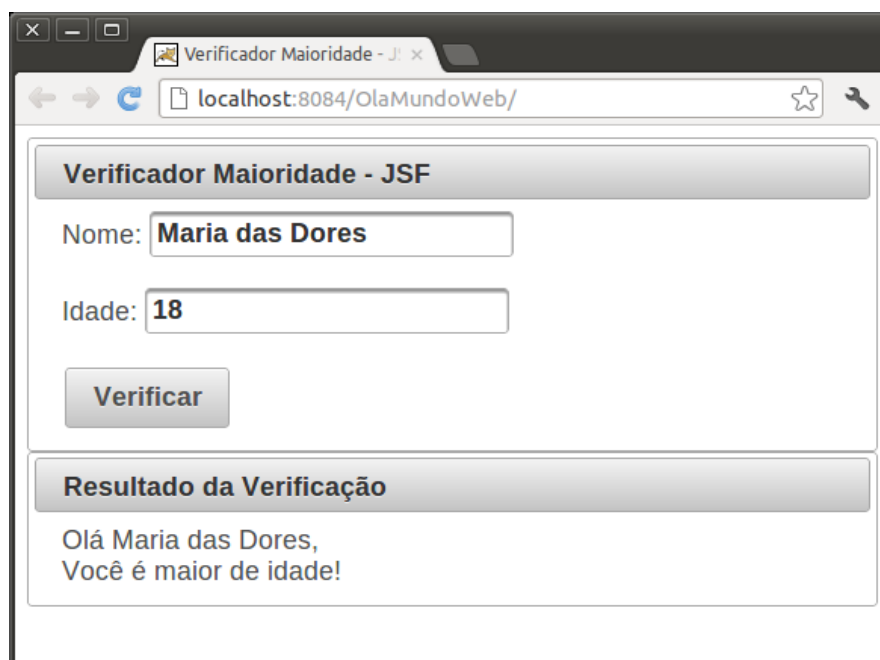 Verificador Maioridade - J
localhost:8084/OlaMundoWeb/
Verificador Maioridade - JSF
Nome: Maria das Dores
Idade: 18
Verificar
Resultado da Verificação
Olá Maria das Dores,
Você é maior de idade!